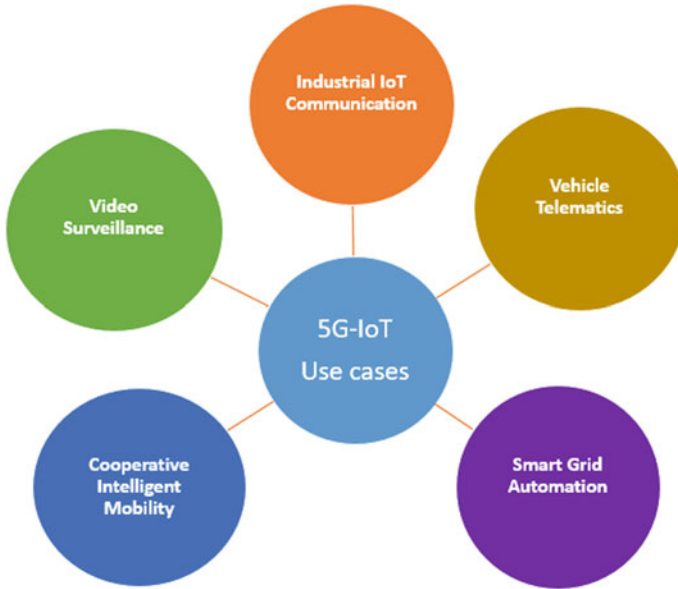 Industrial IoT
Communication
Video
Surveillance
Vehicle
Telematics
5G-IoT
Use cases
Cooperative
Intelligent
Mobility
Smart Grid
Automation